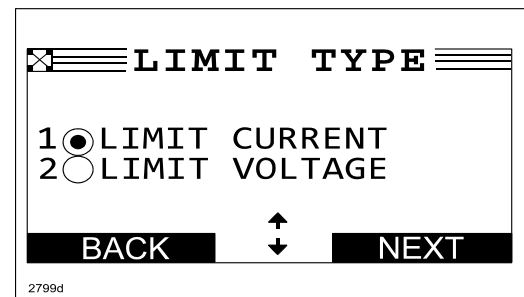 LIMIT TYPE
1 LIMIT CURRENT
2 LIMIT VOLTAGE
BACK NEXT
2799d